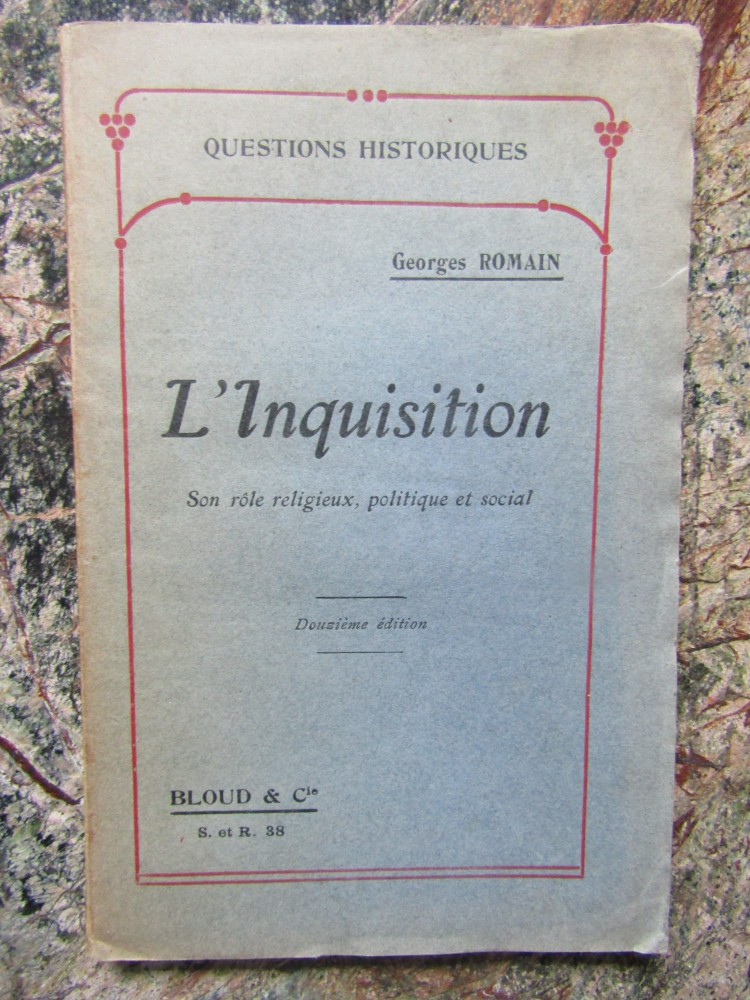 QUESTIONS HISTORIQUES
Georges ROMAIN
L'Inquisition
Son rôle religieux, politique et social
Douzième édition
BLOUD & Cie
S. et R. 38